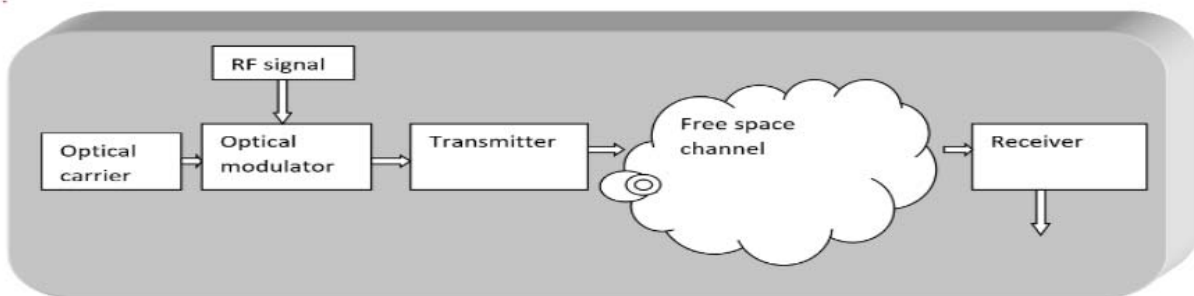 RF signal
Optical
carrier
Optical
modulator
Transmitter
Free space
channel
Receiver